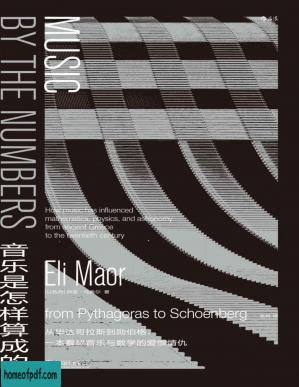 MUSIC
BY THE NUMBERS
音乐是怎样算成的
How music has influenced
mathematics, physics, and astronomy
from ancient Greece
to the twentieth century
Eli Maor
from Pythagoras to Schoenberg
从毕达哥拉斯到勋伯格
一本看尽音乐与数学的爱恨情仇
homeofpdf.com